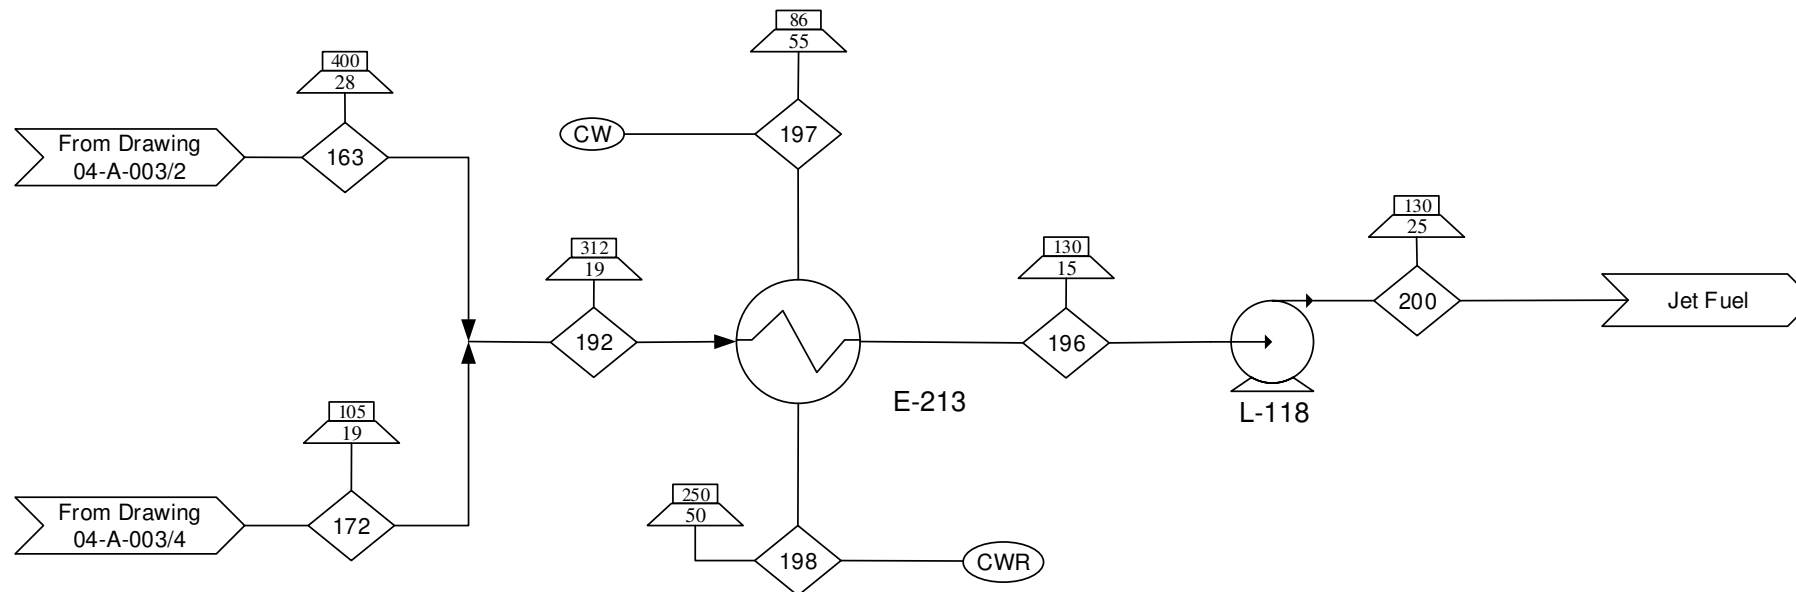 86
55
400
28
CW
197
From Drawing
04-A-003/2
163
130
25
312
19
130
15
200
Jet Fuel
192
196
E-213
L-118
105
19
250
50
From Drawing
04-A-003/4
172
198
CWR